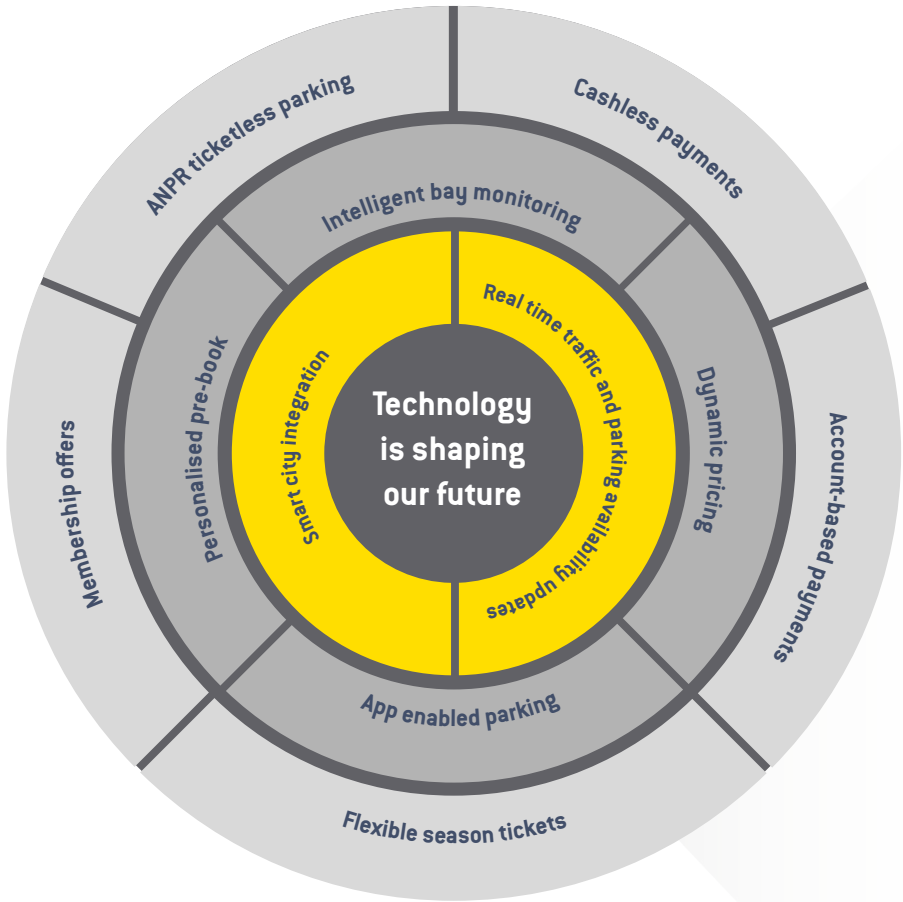 ANPR ticketless parking
Cashless payments
Account-based payments
Flexible season tickets
Membership offers
Intelligent bay monitoring
Dynamic pricing
App enabled parking
Personalised pre-book
Smart city integration
Real time traffic and parking availability updates
Technology
is shaping
our future